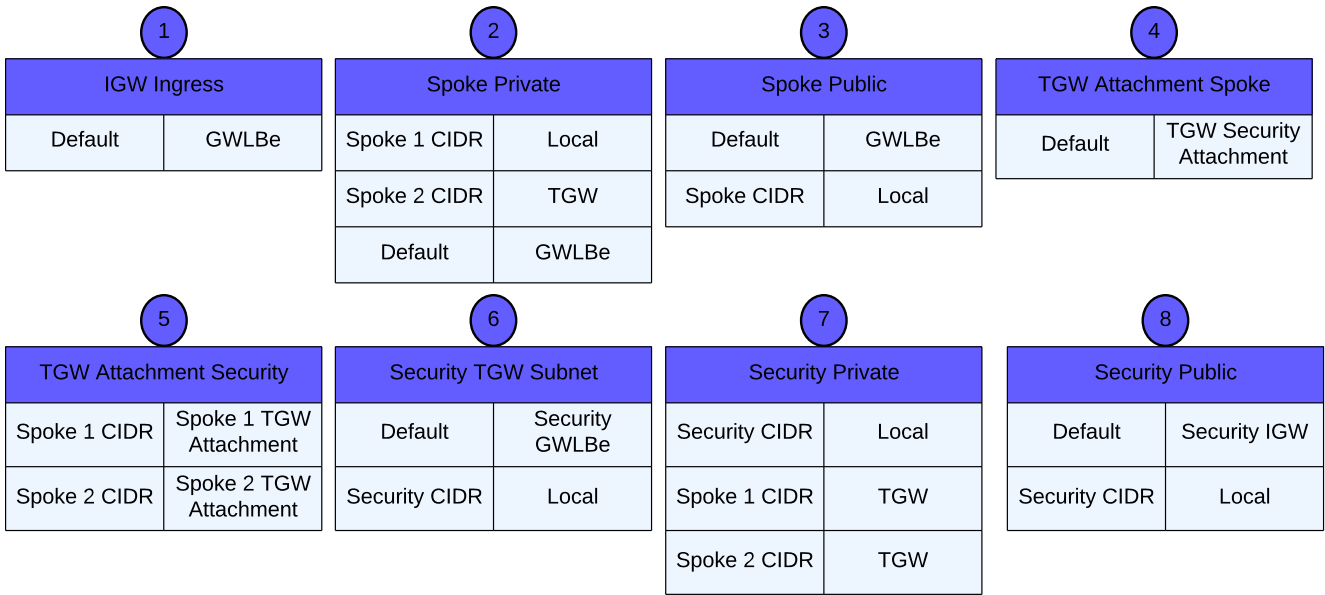 1
IGW Ingress
Default GWLBe
2
Spoke Private
Spoke 1 CIDR Local
Spoke 2 CIDR TGW
Default GWLBe
3
Spoke Public
Default GWLBe
Spoke CIDR Local
4
TGW Attachment Spoke
Default
TGW Security
Attachment
5
TGW Attachment Security
Spoke 1 CIDR
Spoke 1 TGW
Attachment
Spoke 2 CIDR
Spoke 2 TGW
Attachment
6
Security TGW Subnet
Default
Security
GWLBe
Security CIDR Local
7
Security Private
Security CIDR Local
Spoke 1 CIDR TGW
Spoke 2 CIDR TGW
8
Security Public
Default Security IGW
Security CIDR Local